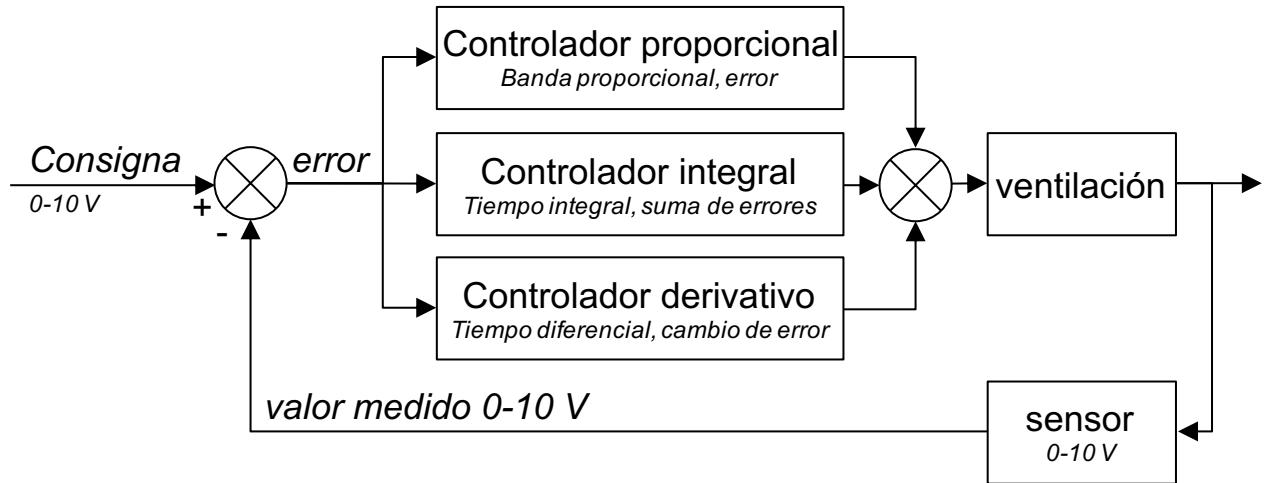 Controlador proporcional
Banda proporcional, error
Consigna
0-10 V
+
-
error
Controlador integral
Tiempo integral, suma de errores
ventilación
Controlador derivativo
Tiempo diferencial, cambio de error
valor medido 0-10 V
sensor
0-10 V